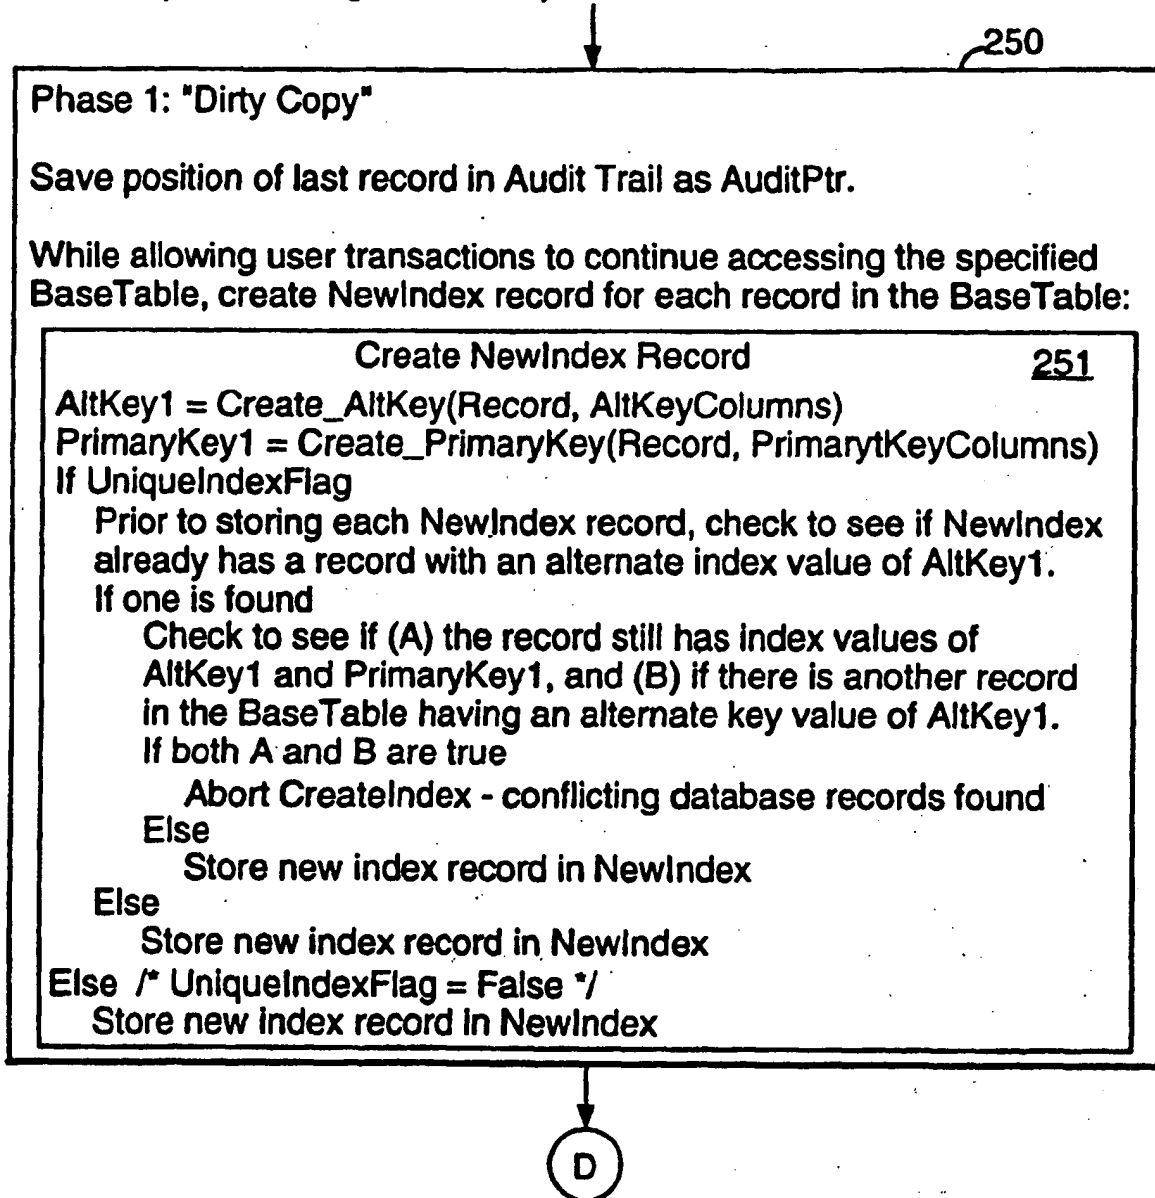 250
Phase 1: "Dirty Copy"
Save position of last record in Audit Trail as AuditPtr.
While allowing user transactions to continue accessing the specified
BaseTable, create NewIndex record for each record in the BaseTable:
Create NewIndex Record 251
AltKey1 = Create_AltKey(Record, AltKeyColumns)
PrimaryKey1 = Create_PrimaryKey(Record, PrimarytKeyColumns)
If UniqueIndexFlag
Prior to storing each NewIndex record, check to see if NewIndex
already has a record with an alternate index value of AltKey1.
If one is found
Check to see if (A) the record still has index values of
AltKey1 and PrimaryKey1, and (B) if there is another record
in the BaseTable having an alternate key value of AltKey1.
If both A and B are true
Abort CreateIndex - conflicting database records found
Else
Store new index record in NewIndex
Else
Store new index record in NewIndex
Else /* UniqueIndexFlag = False */
Store new index record in NewIndex
D